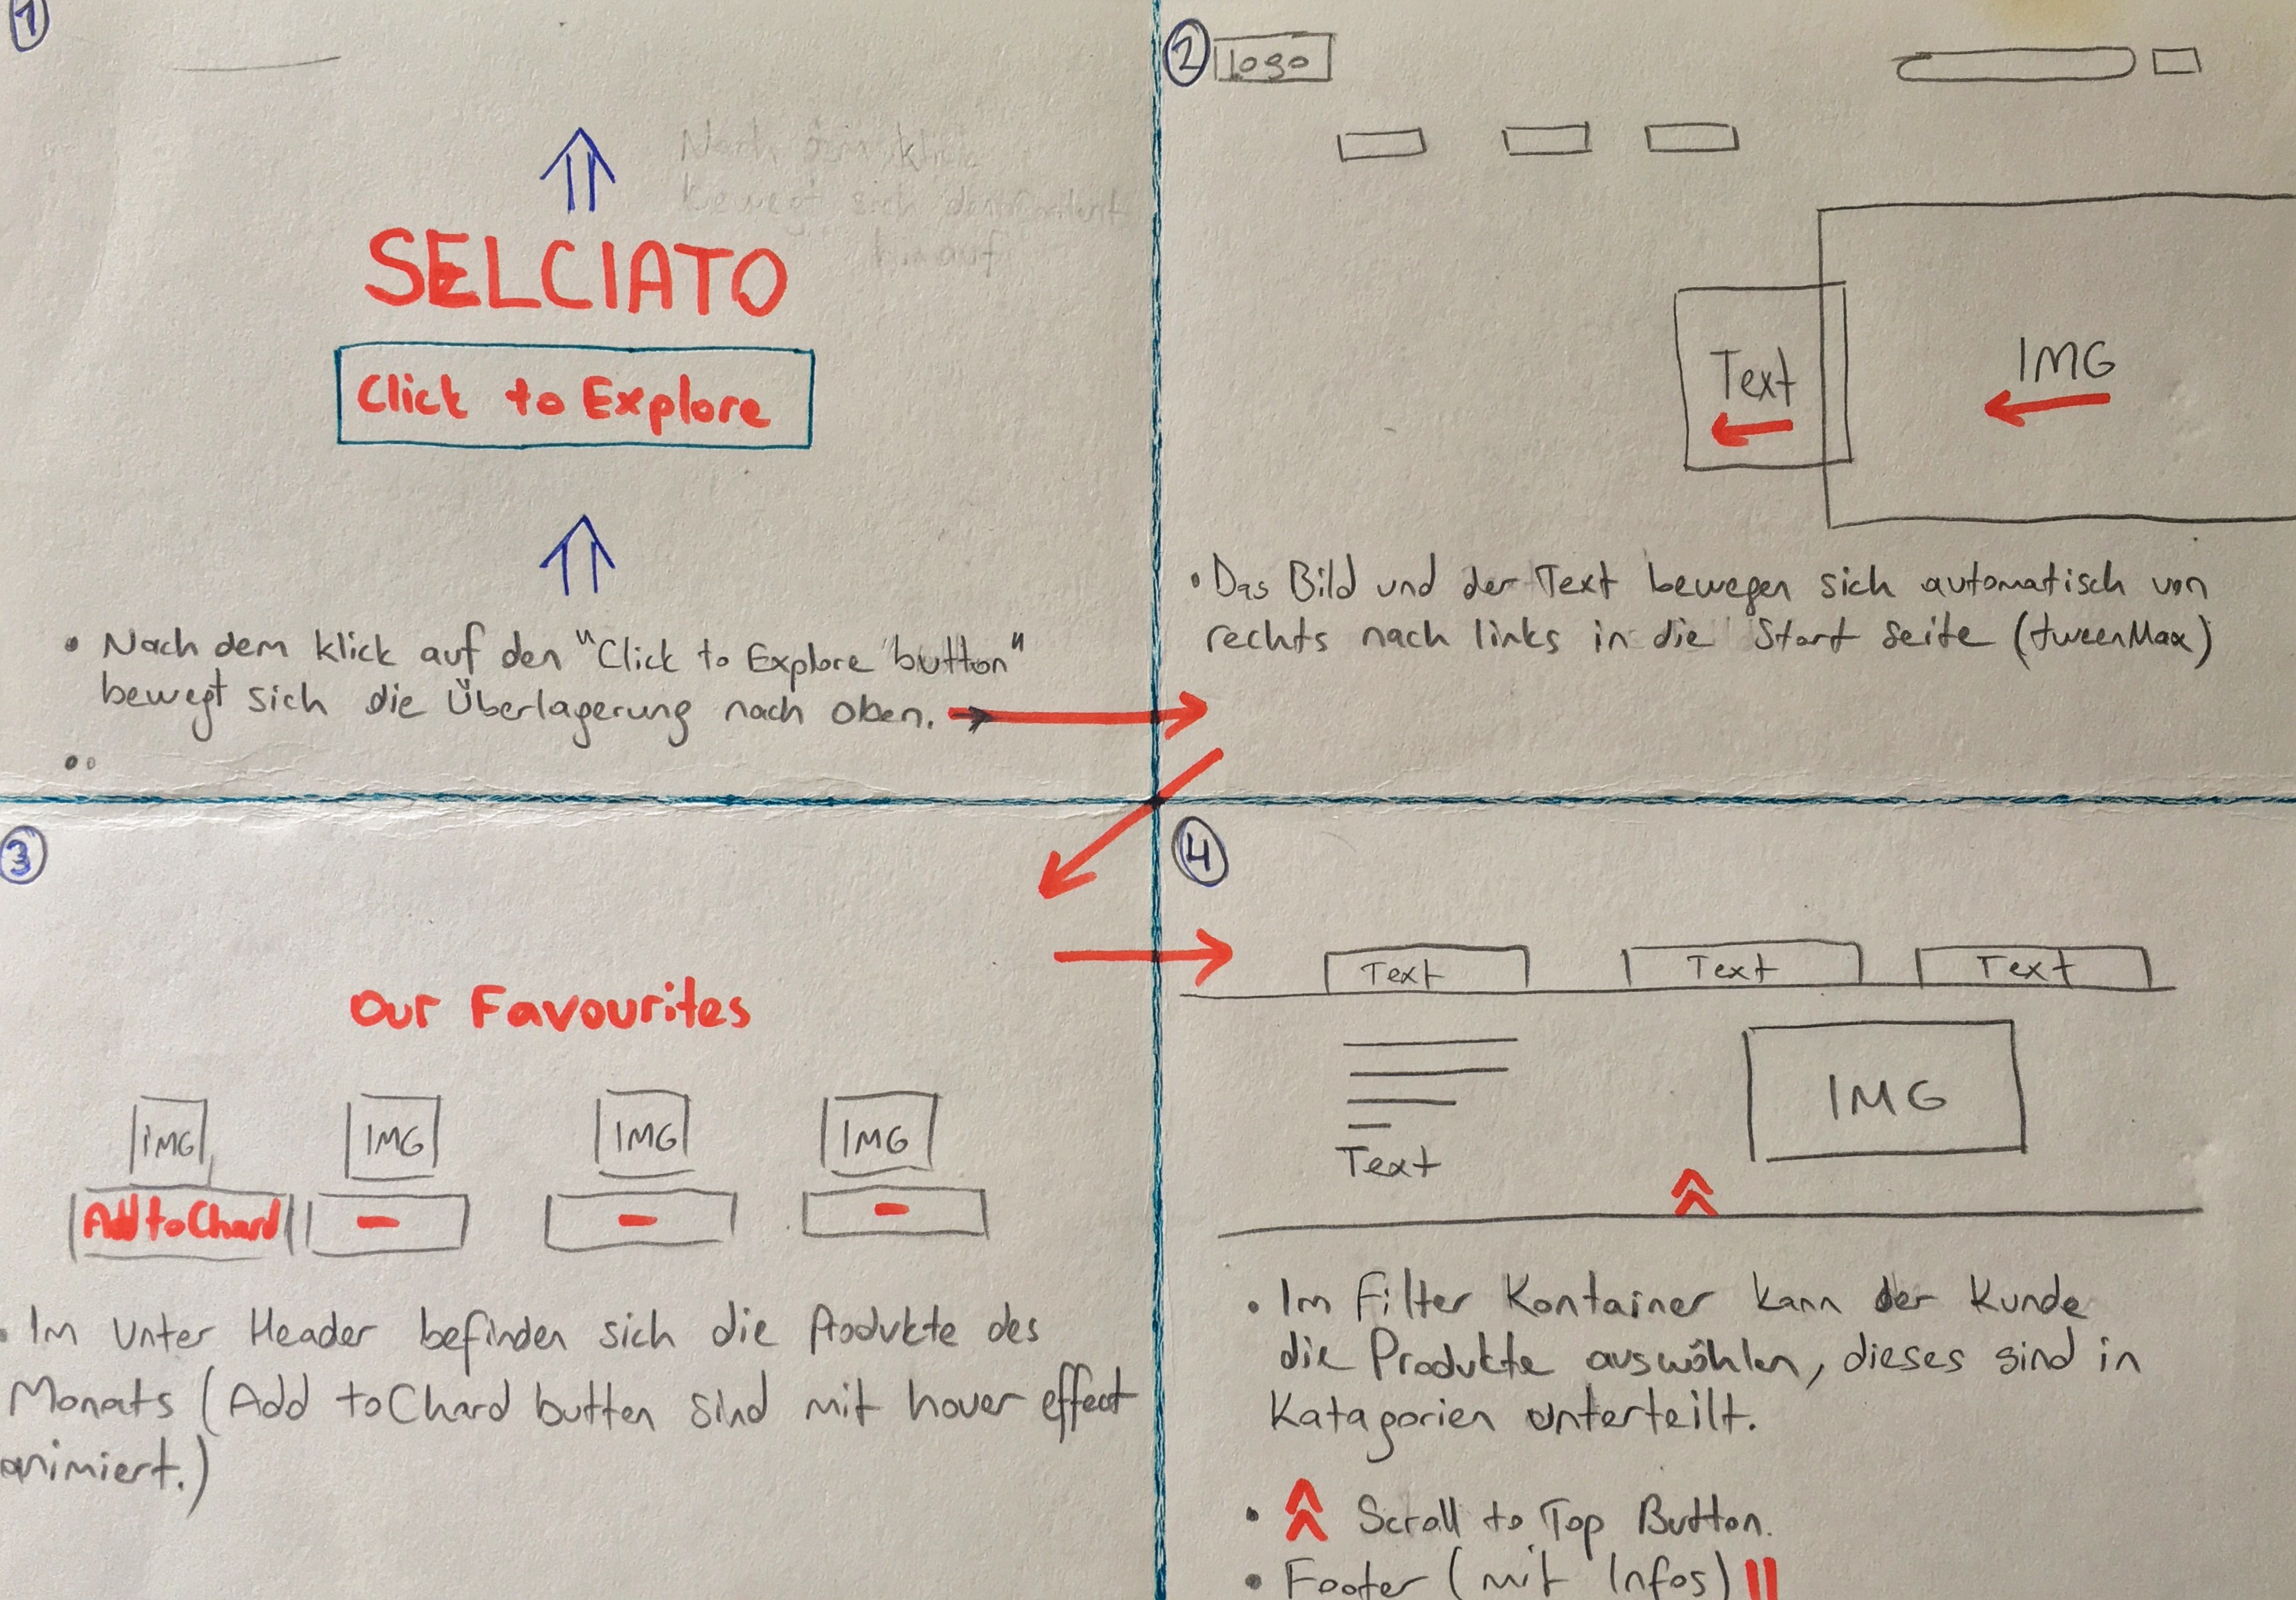 1
Nach dem klick
bewegt sich der Content
hinauf
SELCIATO
Click to Explore
• Nach dem klick auf den "Click to Explore button"
bewegt sich die Überlagerung nach oben.
2
Logo
Text
IMG
• Das Bild und der Text bewegen sich automatisch von
rechts nach links in die Start Seite (tweenMax)
3
Our Favourites
IMG IMG IMG IMG
Add to Chard - - -
• Im Unter Header befinden sich die Produkte des
Monats (Add toChard butten sind mit hover effect
animiert.)
4
Text Text Text
IMG
Text
• Im Filter Kontainer kann der Kunde
die Produkte auswählen, dieses sind in
Katagorien unterteilt.
• Scroll to Top Button.
• Footer (mit Infos) ||